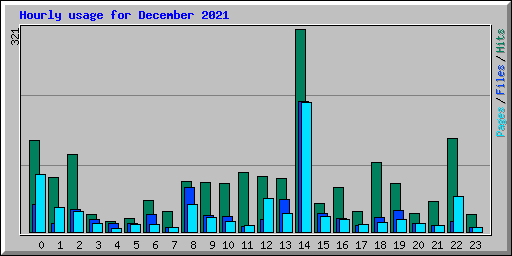 Hourly usage for December 2021
321
Pages / Files / Hits
0 1 2 3 4 5 6 7 8 9 10 11 12 13 14 15 16 17 18 19 20 21 22 23